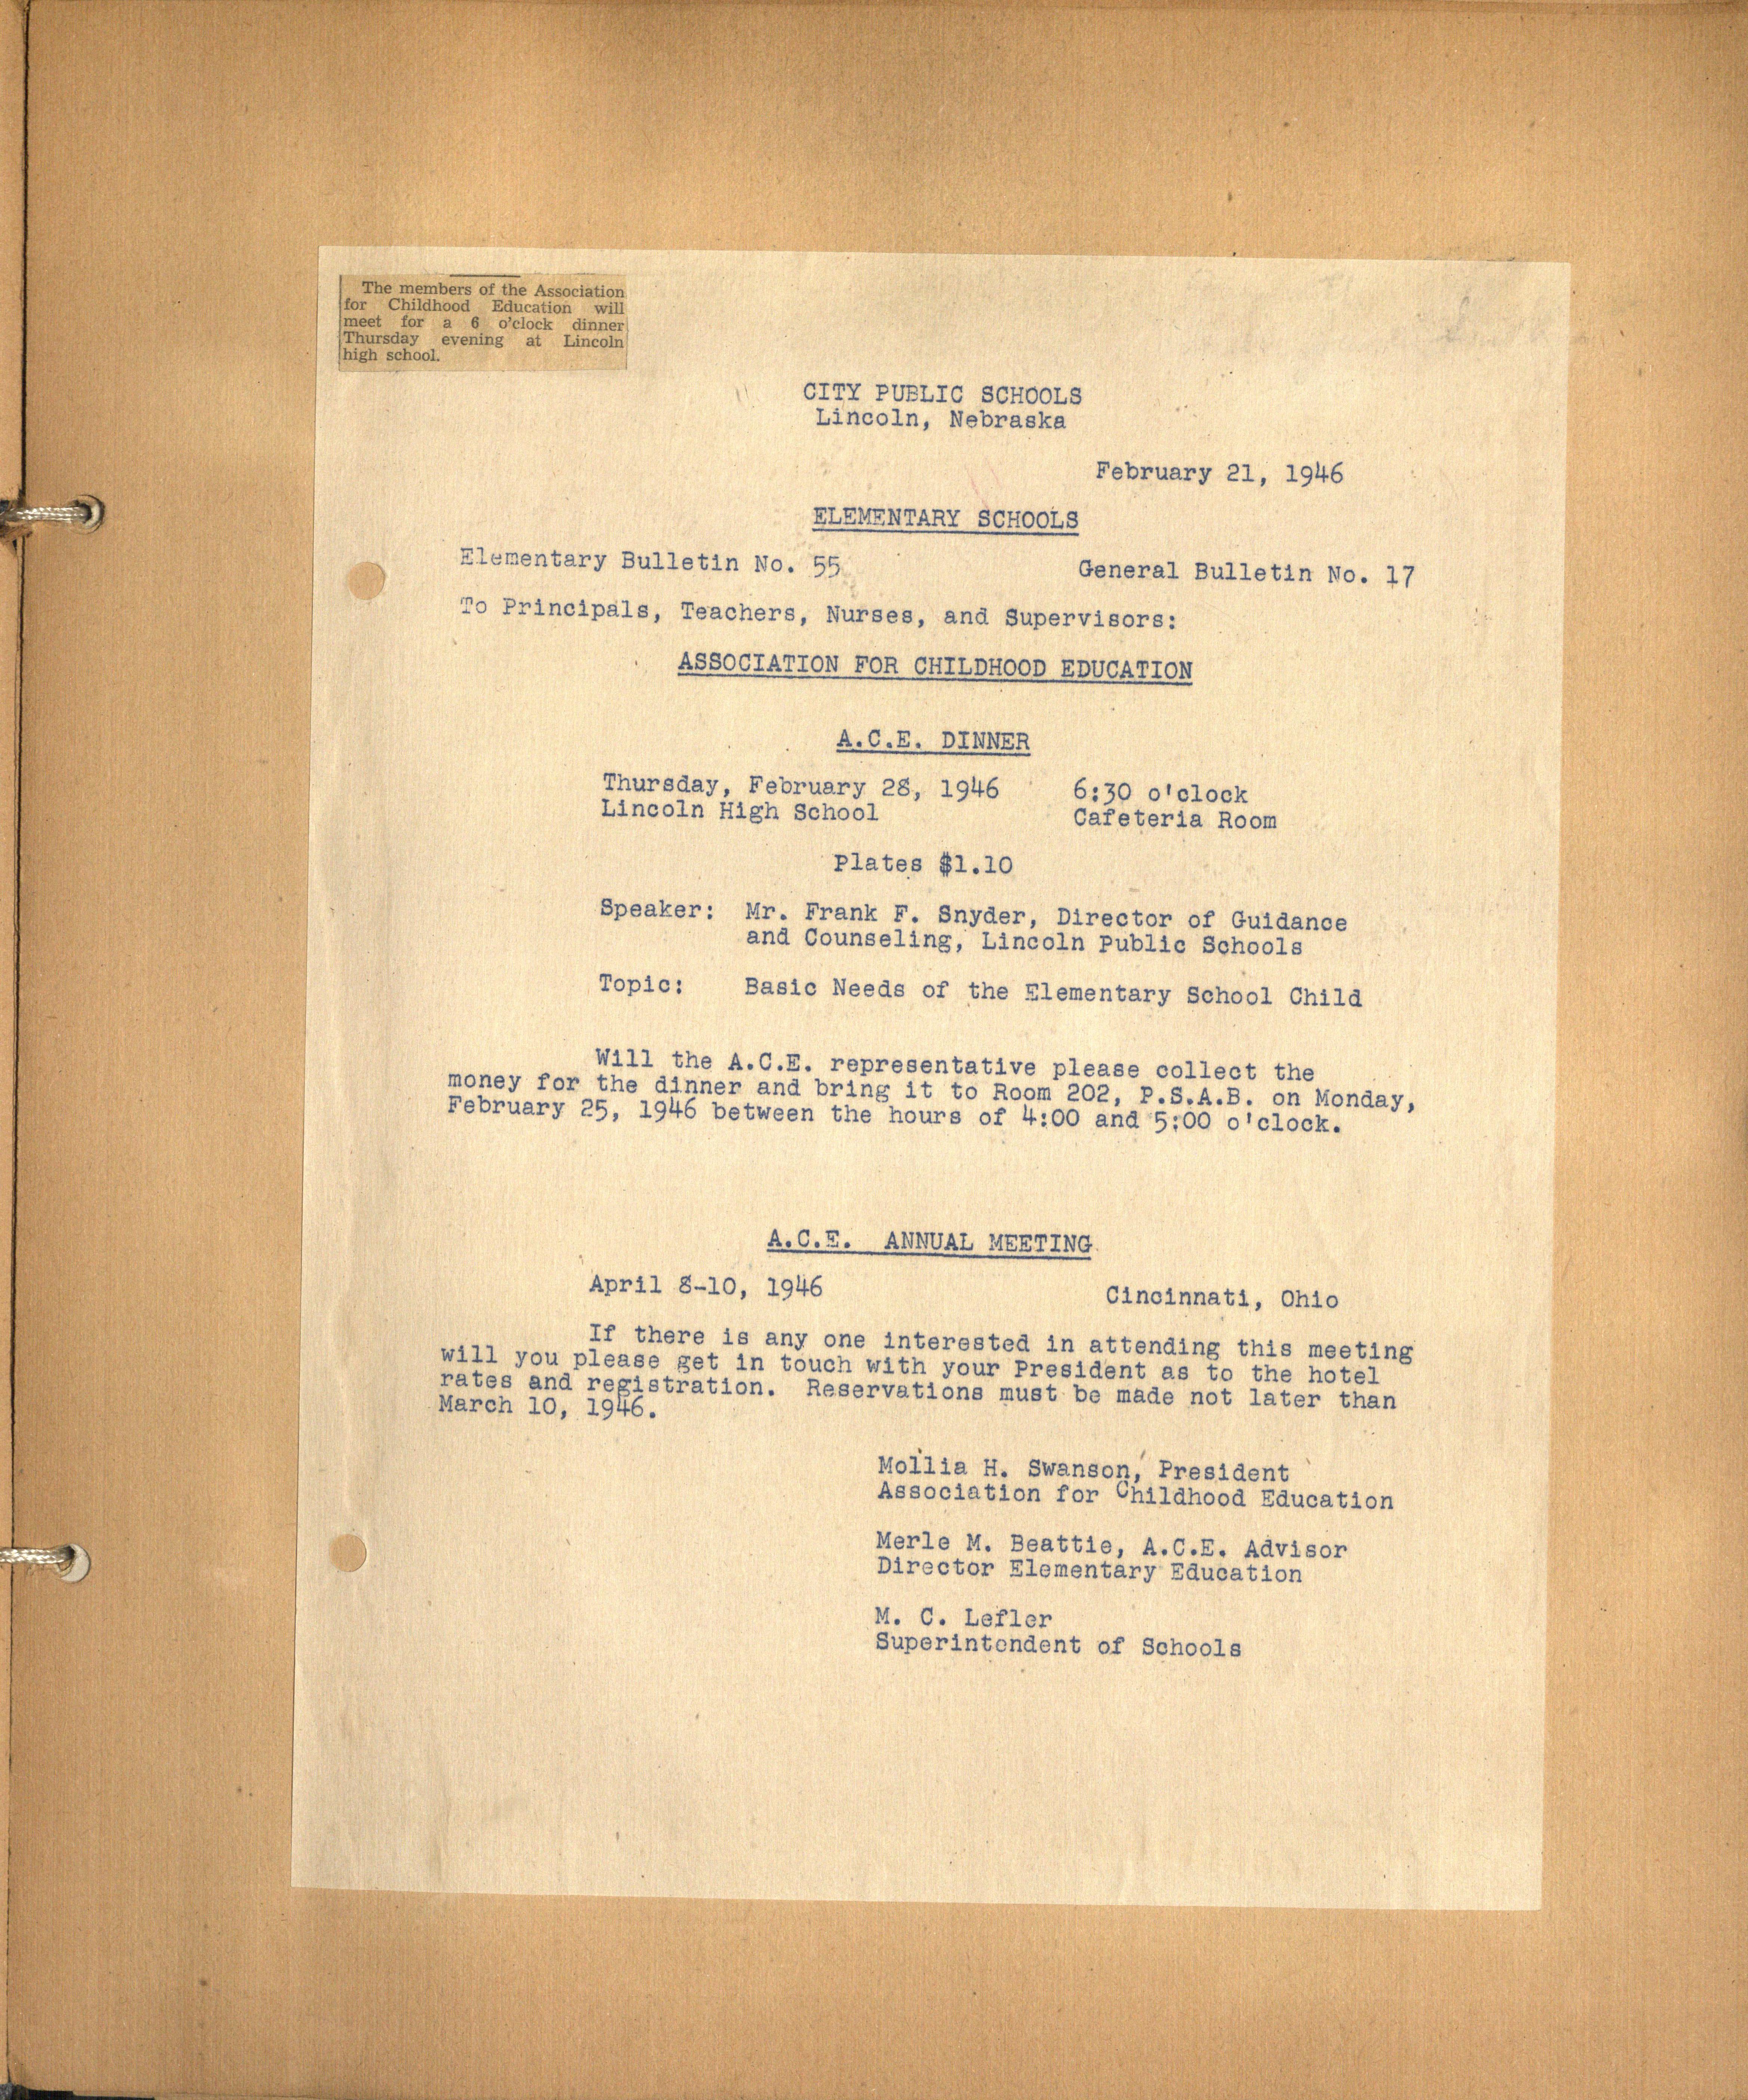 The members of the Association
for Childhood Education will
meet for a 6 o'clock dinner
Thursday evening at Lincoln
high school.
CITY PUBLIC SCHOOLS
Lincoln, Nebraska
February 21, 1946
ELEMENTARY SCHOOLS
Elementary Bulletin No. 55 General Bulletin No. 17
To Principals, Teachers, Nurses, and Supervisors:
ASSOCIATION FOR CHILDHOOD EDUCATION
A.C.E. DINNER
Thursday, February 28, 1946 6:30 o'clock
Lincoln High School Cafeteria Room
Plates $1.10
Speaker: Mr. Frank F. Snyder, Director of Guidance
and Counseling, Lincoln Public Schools
Topic: Basic Needs of the Elementary School Child
Will the A.C.E. representative please collect the
money for the dinner and bring it to Room 202, P.S.A.B. on Monday,
February 25, 1946 between the hours of 4:00 and 5:00 o'clock.
A.C.E. ANNUAL MEETING
April 8-10, 1946 Cincinnati, Ohio
If there is any one interested in attending this meeting
will you please get in touch with your President as to the hotel
rates and registration. Reservations must be made not later than
March 10, 1946.
Mollia H. Swanson, President
Association for Childhood Education
Merle M. Beattie, A.C.E. Advisor
Director Elementary Education
M. C. Lefler
Superintendent of Schools